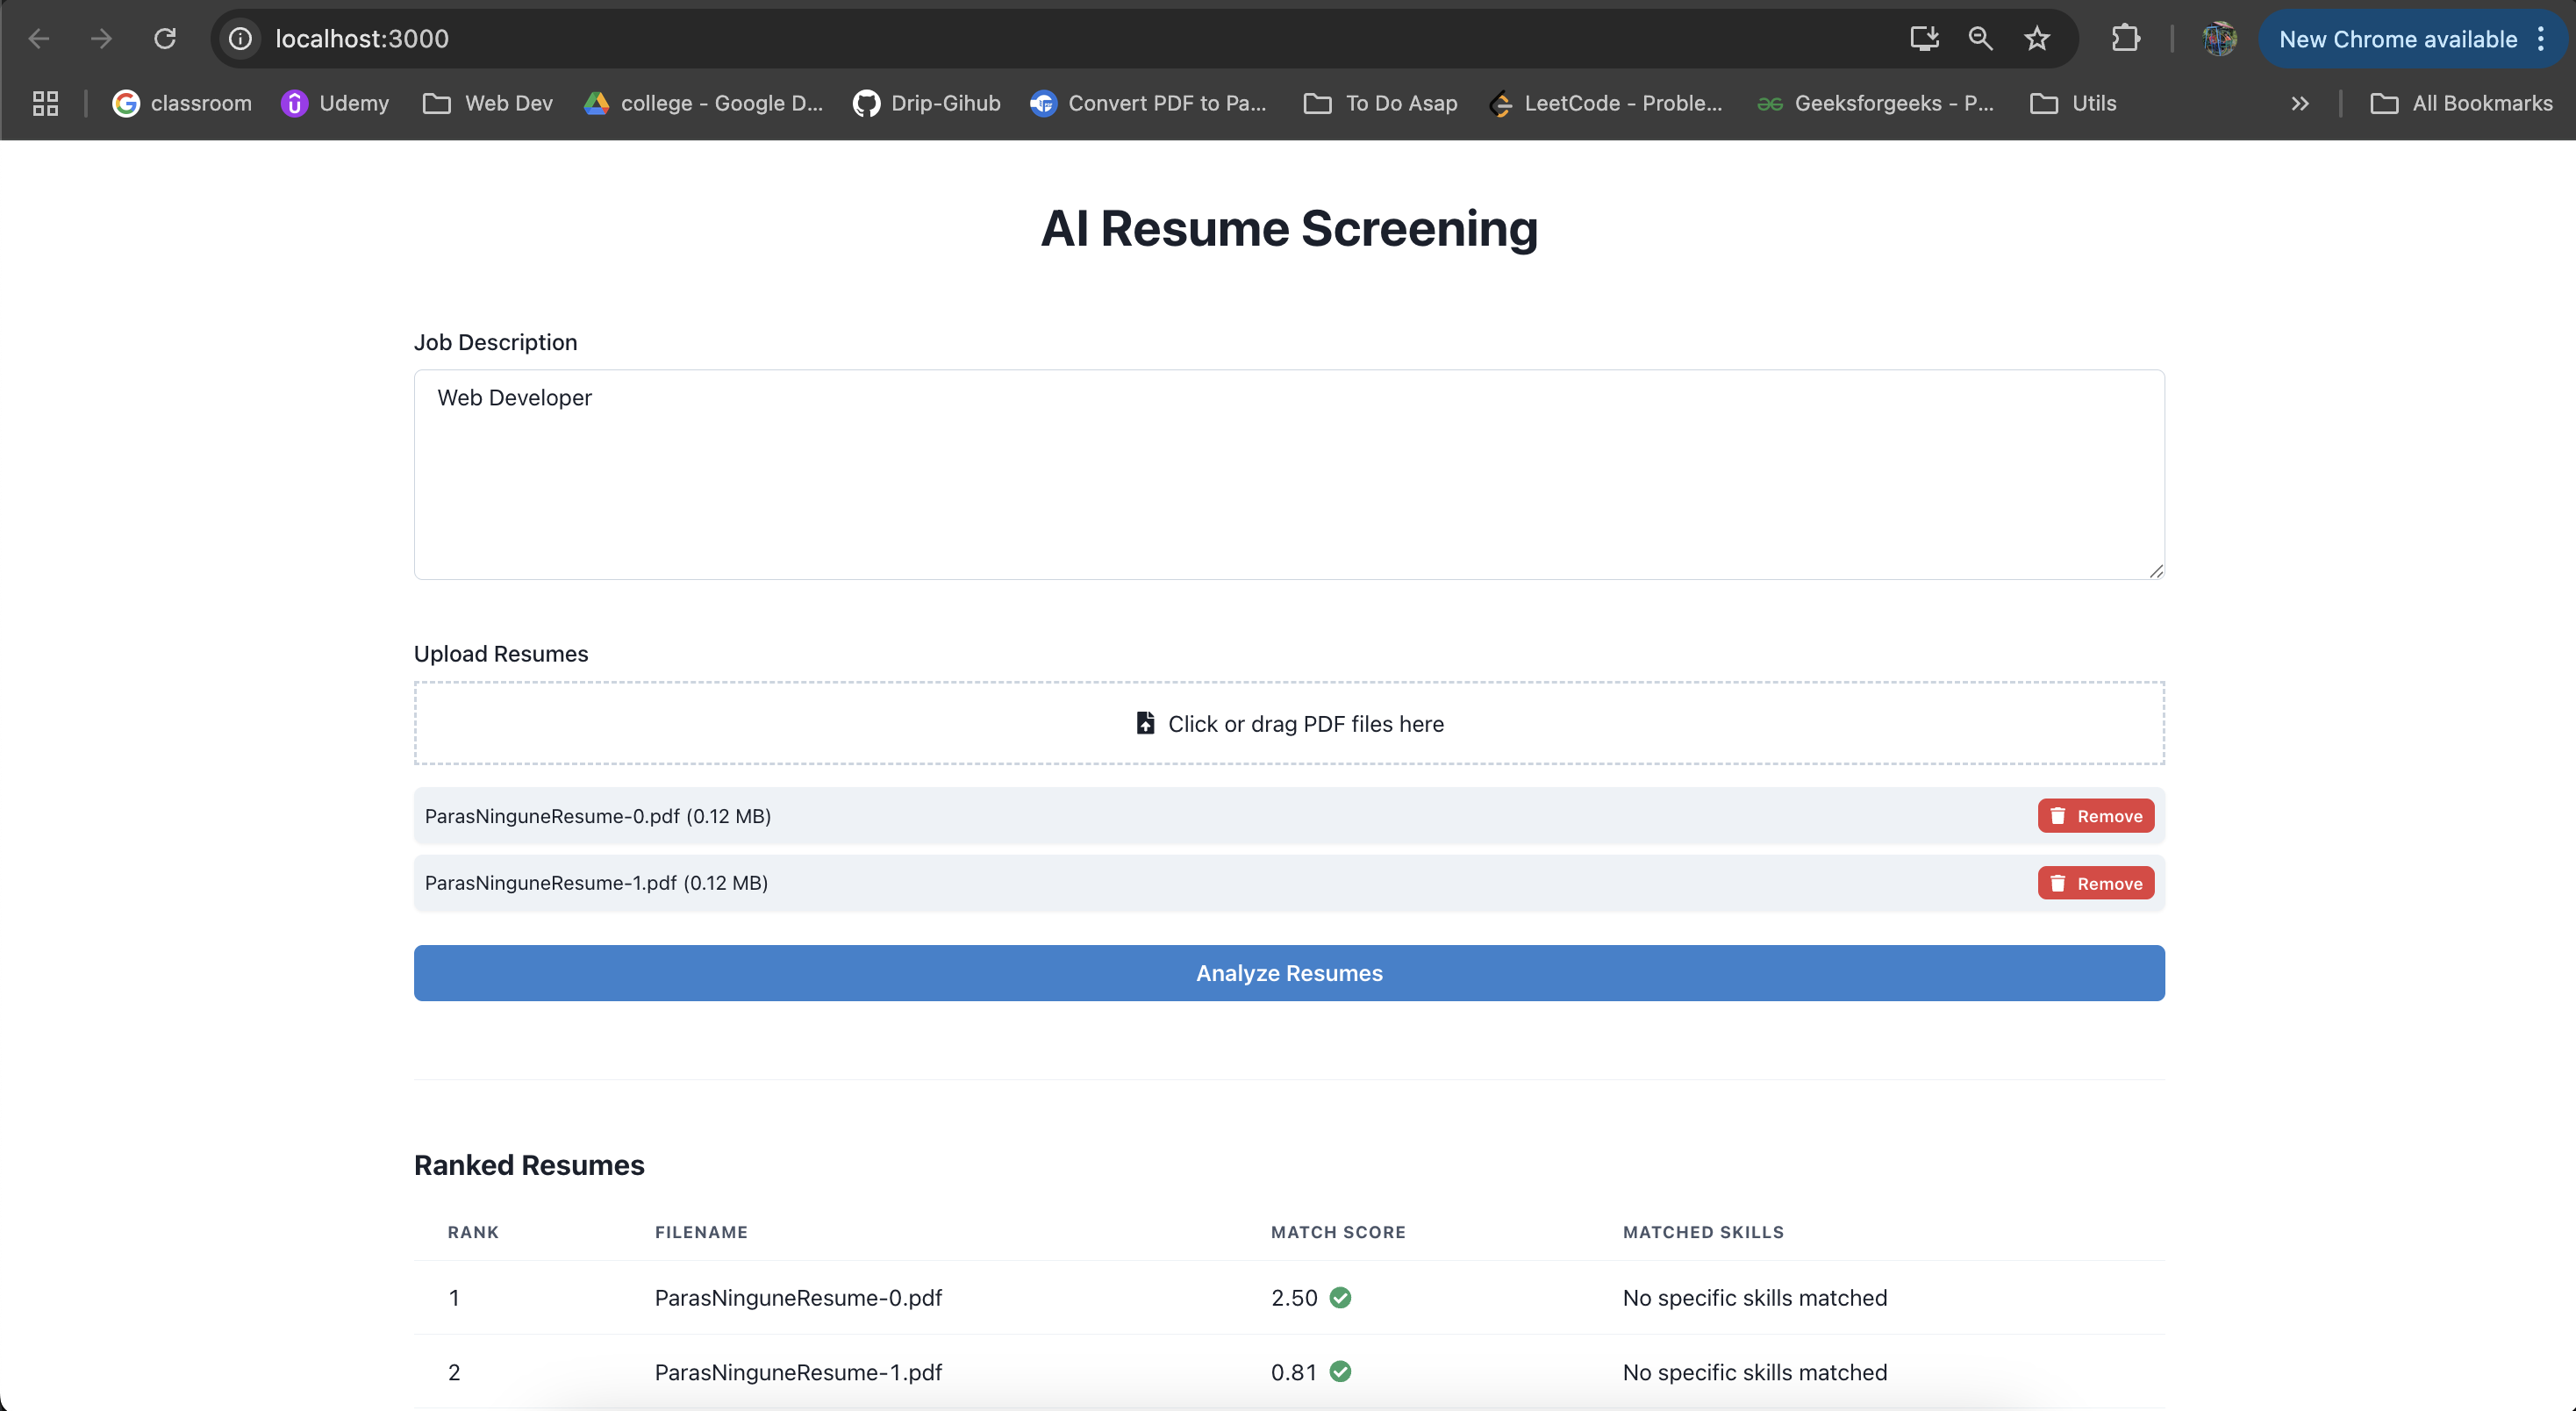 localhost:3000
New Chrome available
classroom
Udemy
Web Dev
college - Google D...
Drip-Gihub
Convert PDF to Pa...
To Do Asap
LeetCode - Proble...
Geeksforgeeks - P...
Utils
All Bookmarks
AI Resume Screening
Job Description
Web Developer
Upload Resumes
Click or drag PDF files here
ParasNinguneResume-0.pdf (0.12 MB) Remove
ParasNinguneResume-1.pdf (0.12 MB) Remove
Analyze Resumes
Ranked Resumes
RANK FILENAME MATCH SCORE MATCHED SKILLS
1 ParasNinguneResume-0.pdf 2.50 No specific skills matched
2 ParasNinguneResume-1.pdf 0.81 No specific skills matched